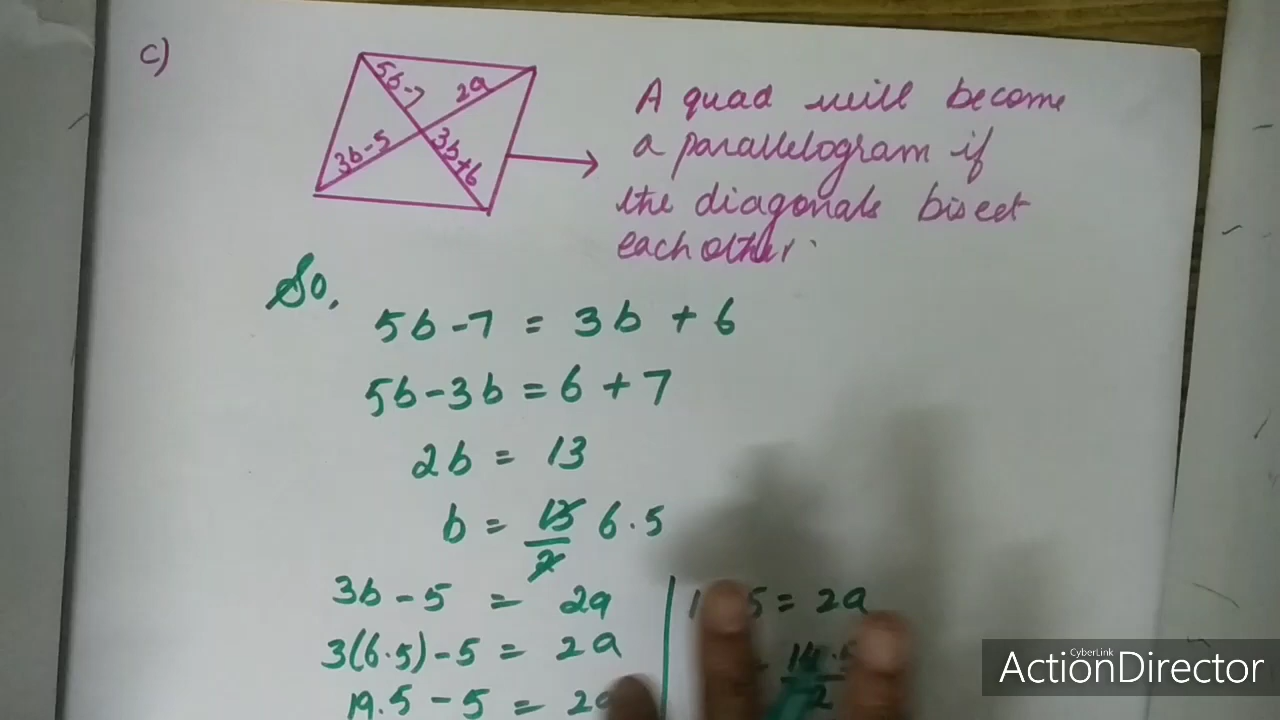 c)
5b-7
2a
3b-5
3b+6
A quad will become
a parallelogram if
the diagonals bisect
each other.
So,
5b-7 = 3b + 6
5b-3b = 6 + 7
2b = 13
b = 13/2 6.5
3b - 5 = 2a
3(6.5) - 5 = 2a
19.5 - 5 = 2a
5 = 2a
2
CyberLink
ActionDirector